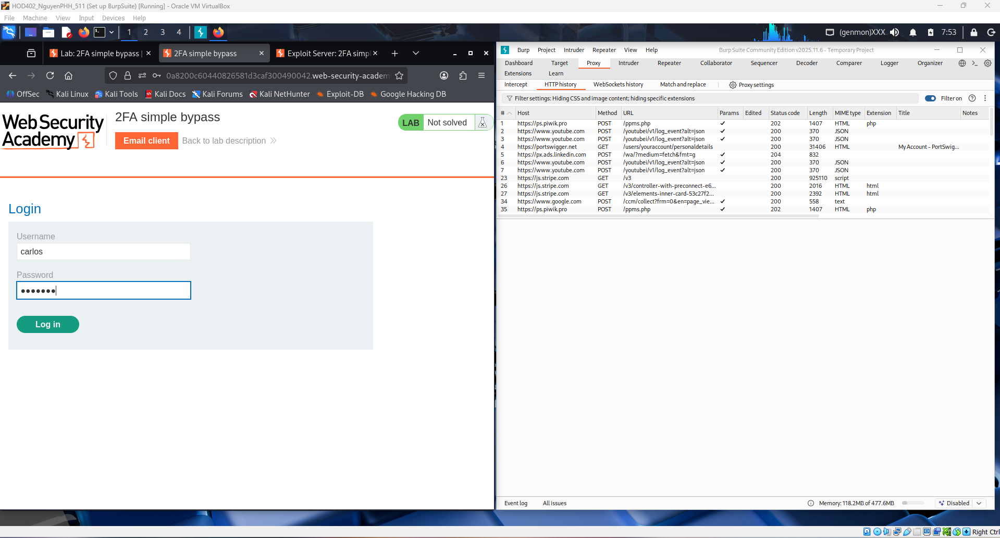 HOD402_NguyenPHH_511 (Set up BurpSuite) [Running] - Oracle VM VirtualBox
File Machine View Input Devices Help
1 2 3 4 (genmon)XXX 7:53
Lab: 2FA simple bypass | 2FA simple bypass Exploit Server: 2FA simpl
0a8200c60440826581d3caf300490042.web-security-academ
OffSec Kali Linux Kali Tools Kali Docs Kali Forums Kali NetHunter Exploit-DB Google Hacking DB
WebSecurity
Academy
2FA simple bypass
LAB Not solved
Email client Back to lab description
Login
Username
carlos
Password
•••••••
Log in
Burp Project Intruder Repeater View Help Burp Suite Community Edition v2025.11.6 - Temporary Project
Dashboard Target Proxy Intruder Repeater Collaborator Sequencer Decoder Comparer Logger Organizer
Extensions Learn
Intercept HTTP history WebSockets history Match and replace Proxy settings
Filter settings: Hiding CSS and image content; hiding specific extensions Filter on
# Host Method URL Params Edited Status code Length MIME type Extension Title Notes
1 https://ps.piwik.pro POST /ppms.php ✓ 202 1407 HTML php
2 https://www.youtube.com POST /youtubei/v1/log_event?alt=json ✓ 200 370 JSON
3 https://www.youtube.com POST /youtubei/v1/log_event?alt=json ✓ 200 370 JSON
4 https://portswigger.net GET /users/youraccount/personaldetails 200 31406 HTML My Account - PortSwig...
5 https://px.ads.linkedin.com POST /wa/?medium=fetch&fmt=g ✓ 204 832
6 https://www.youtube.com POST /youtubei/v1/log_event?alt=json ✓ 200 370 JSON
7 https://www.youtube.com POST /youtubei/v1/log_event?alt=json ✓ 200 370 JSON
23 https://js.stripe.com GET /v3 200 925110 script
26 https://js.stripe.com GET /v3/controller-with-preconnect-e6... 200 2016 HTML html
27 https://js.stripe.com GET /v3/elements-inner-card-53c27f2... 200 2392 HTML html
34 https://www.google.com POST /ccm/collect?frm=0&en=page_vie... ✓ 200 558 text
35 https://ps.piwik.pro POST /ppms.php ✓ 202 1407 HTML php
Event log All issues Memory: 118.2MB of 477.6MB Disabled
Right Ctrl